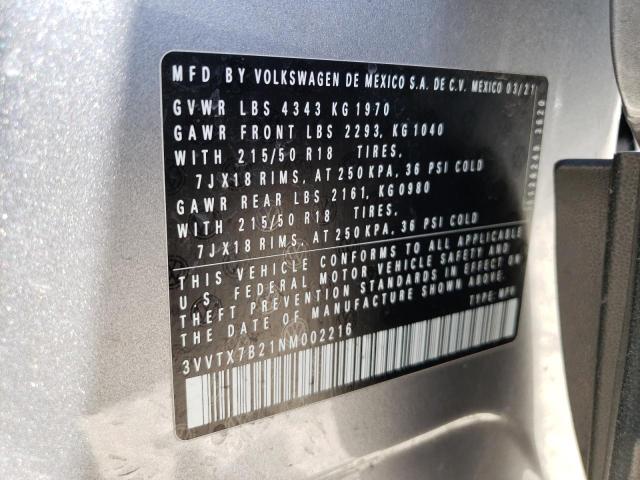 MFD BY VOLKSWAGEN DE MEXICO S.A. DE C.V. MEXICO 03/21
GVWR LBS 4343 KG 1970
GAWR FRONT LBS 2293, KG 1040
WITH 215/50 R18 TIRES,
7JX18 RIMS, AT 250 KPA, 36 PSI COLD
GAWR REAR LBS 2161, KG 0980
WITH 215/50 R18 TIRES,
7JX18 RIMS, AT 250 KPA, 36 PSI COLD
THIS VEHICLE CONFORMS TO ALL APPLICABLE
U.S. FEDERAL MOTOR VEHICLE SAFETY AND
THEFT PREVENTION STANDARDS IN EFFECT ON
DATE OF MANUFACTURE SHOWN ABOVE.
TYPE: MPV
3VVTX7B21NM002216